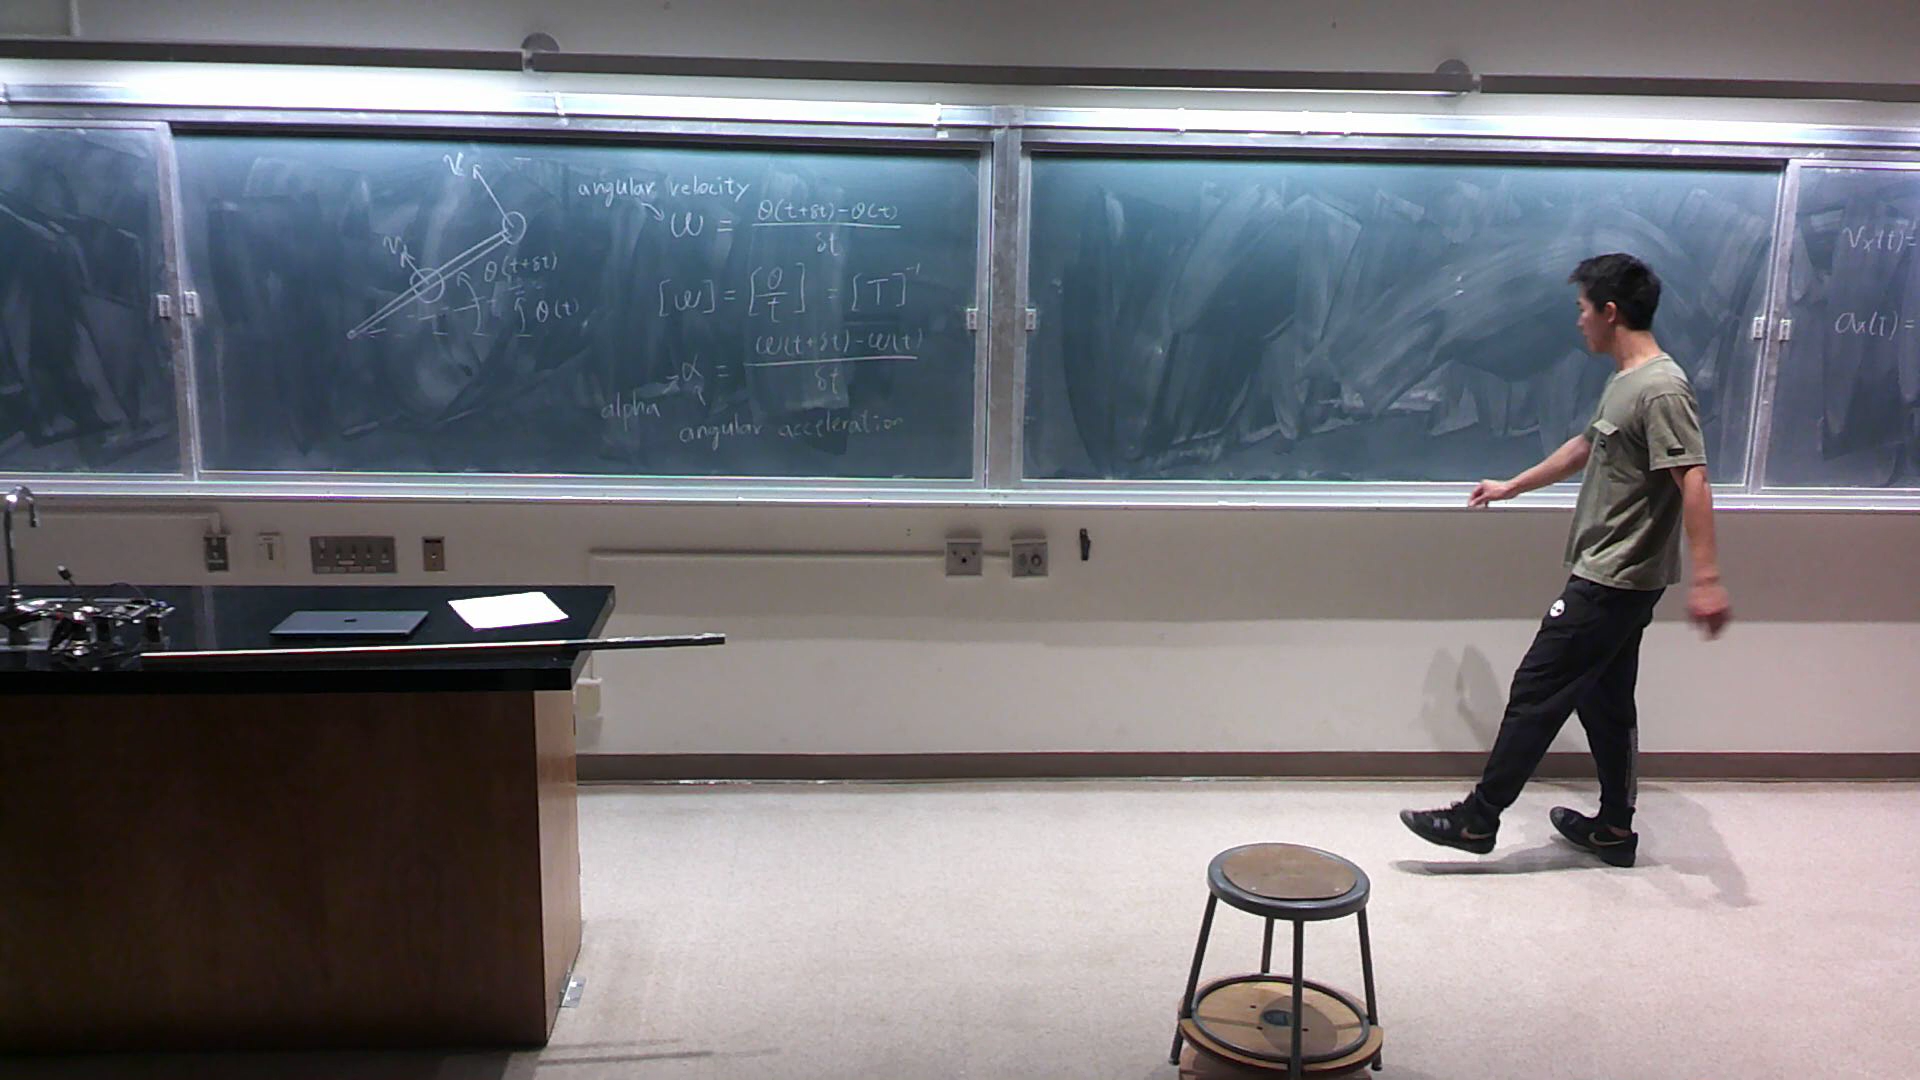 v
v
θ(t+δt)
θ(t)
angular velocity
ω = θ(t+δt)-θ(t) / δt
[ω] = [θ/t] = [T]⁻¹
α = ω(t+δt)-ω(t) / δt
alpha
angular acceleration
Vx(t)=
ax(t)=